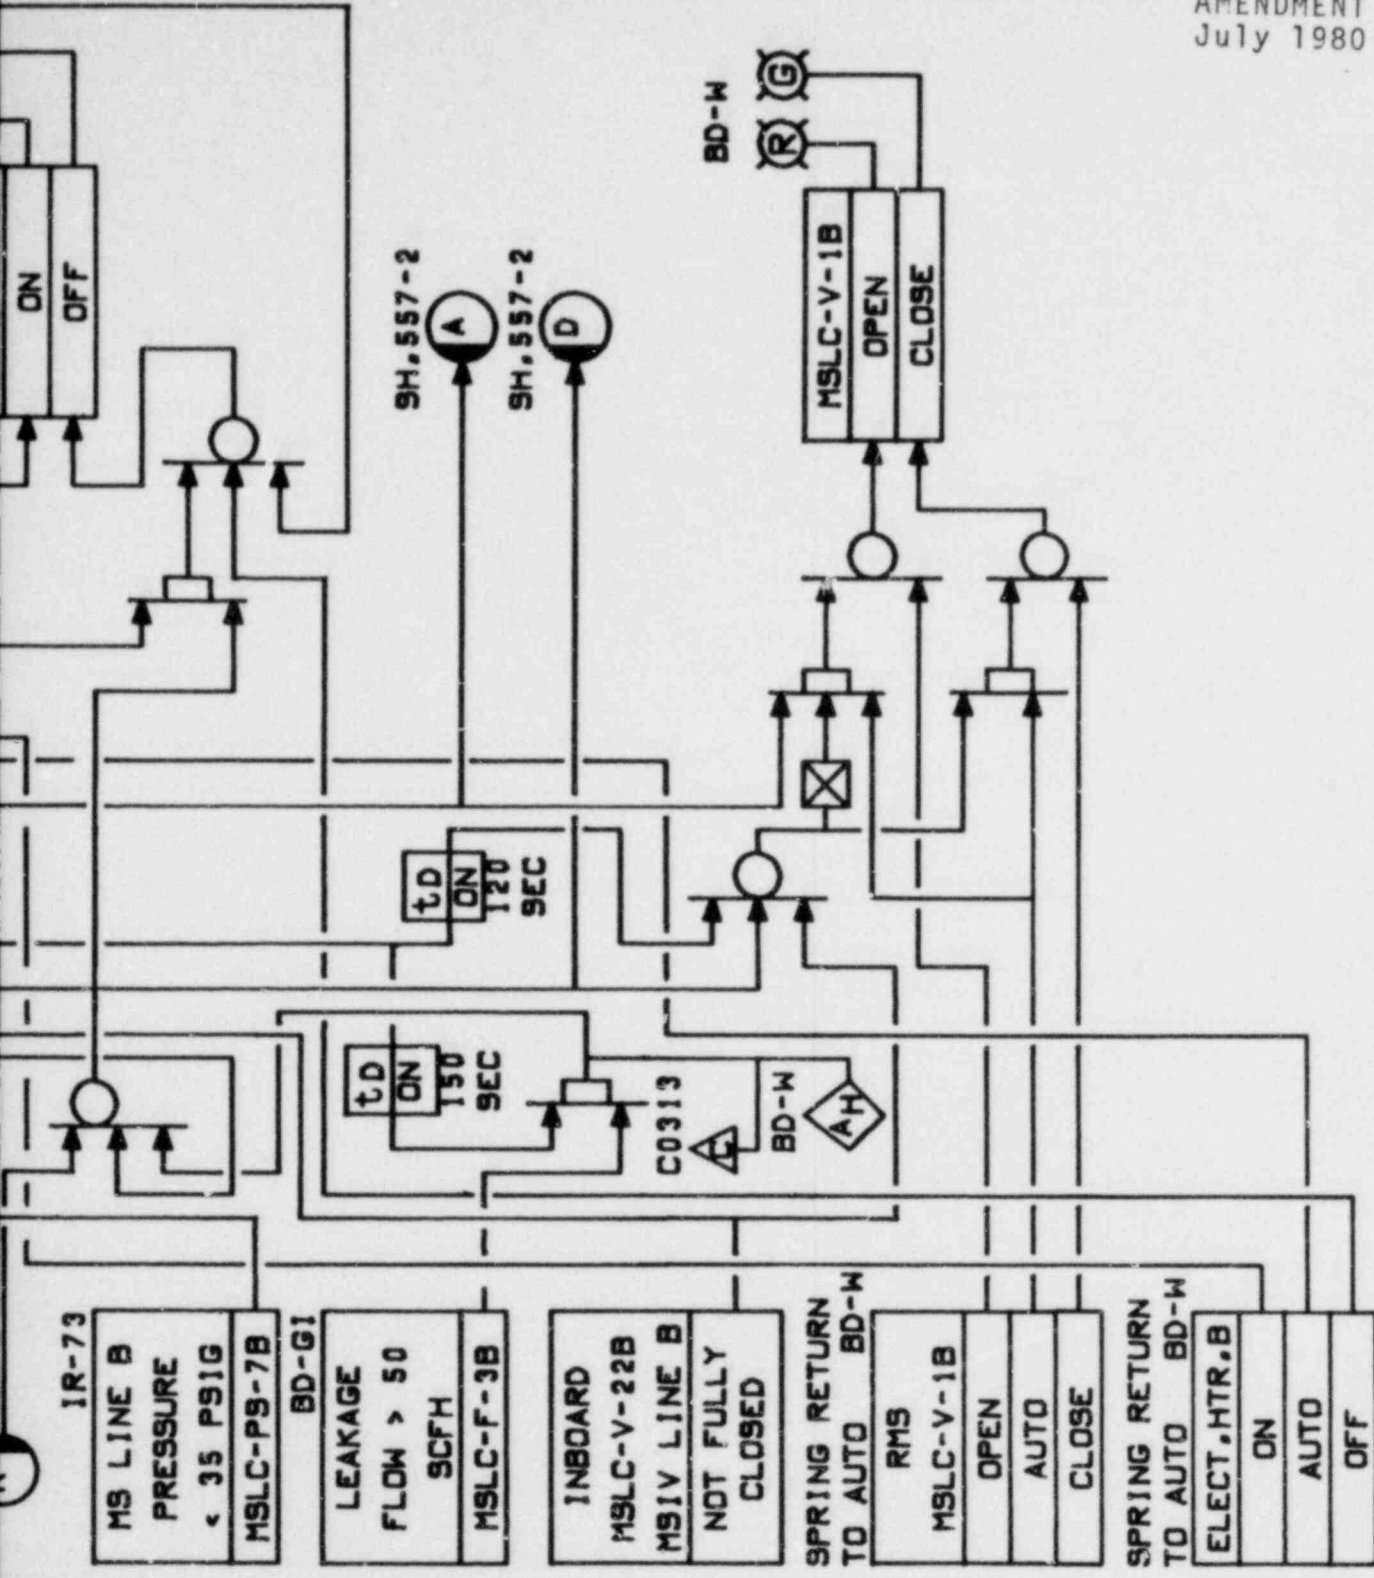 AMENDMENT
July 1980
ON
OFF
SH.557-2
A
SH.557-2
D
BD-W
R
G
MSLC-V-1B
OPEN
CLOSE
tD
ON
120
SEC
tD
ON
150
SEC
C0313
C
BD-W
AH
IR-73
MS LINE B
PRESSURE
< 35 PSIG
MSLC-PS-7B
BD-GI
LEAKAGE
FLOW > 50
SCFH
MSLC-F-3B
INBOARD
MSLC-V-22B
MSIV LINE B
NOT FULLY
CLOSED
SPRING RETURN
TO AUTO BD-W
RMS
MSLC-V-1B
OPEN
AUTO
CLOSE
SPRING RETURN
TO AUTO BD-W
ELECT.HTR.B
ON
AUTO
OFF